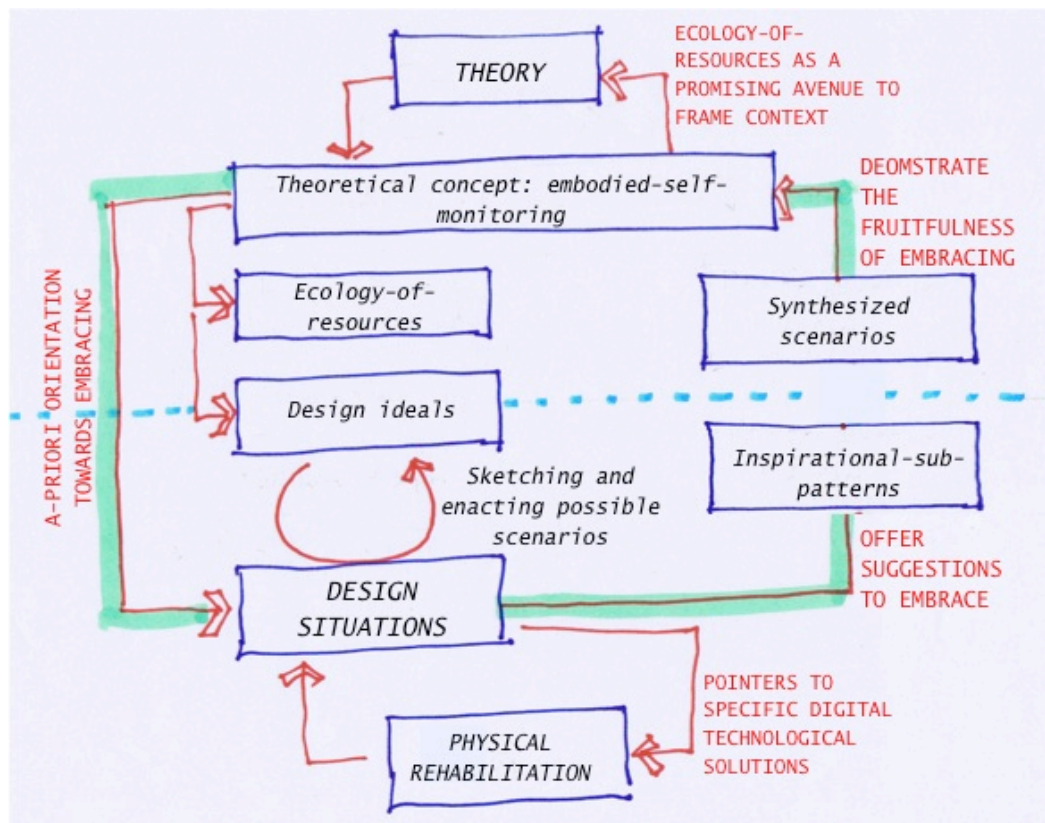 THEORY
ECOLOGY-OF-
RESOURCES AS A
PROMISING AVENUE TO
FRAME CONTEXT
Theoretical concept: embodied-self-
monitoring
DEOMSTRATE
THE
FRUITFULNESS
OF EMBRACING
Ecology-of-
resources
Synthesized
scenarios
A-PRIORI ORIENTATION
TOWARDS EMBRACING
Design ideals
Inspirational-sub-
patterns
Sketching and
enacting possible
scenarios
OFFER
SUGGESTIONS
TO EMBRACE
DESIGN
SITUATIONS
POINTERS TO
SPECIFIC DIGITAL
TECHNOLOGICAL
SOLUTIONS
PHYSICAL
REHABILITATION